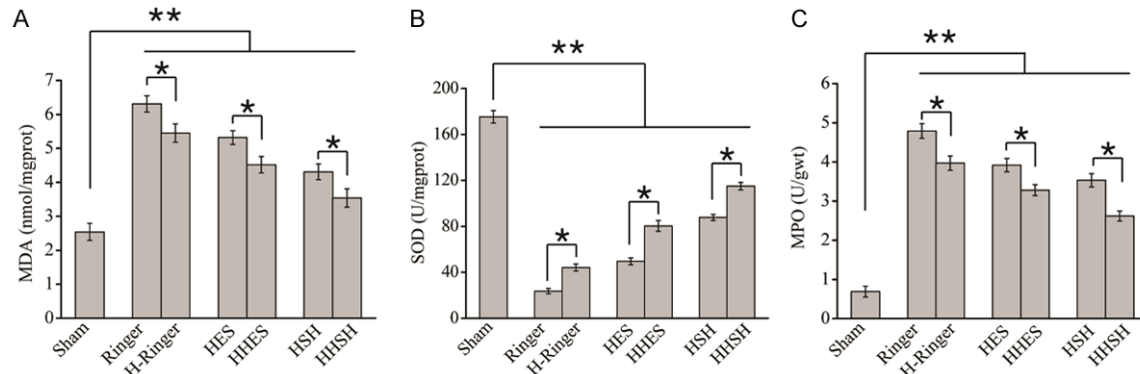 A
**
MDA (nmol/mgprot)
7
6
5
4
3
2
1
0
*
*
*
Sham
Ringer
H-Ringer
HES
HHES
HSH
HHSH
B
**
SOD (U/mgprot)
200
160
120
80
40
0
*
*
*
Sham
Ringer
H-Ringer
HES
HHES
HSH
HHSH
C
**
MPO (U/gwt)
6
5
4
3
2
1
0
*
*
*
Sham
Ringer
H-Ringer
HES
HHES
HSH
HHSH